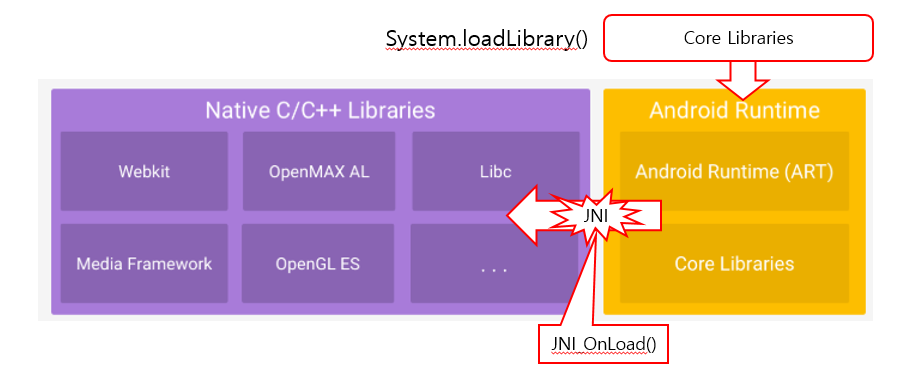 System.loadLibrary()
Core Libraries
Native C/C++ Libraries
Android Runtime
Webkit
OpenMAX AL
Libc
Android Runtime (ART)
JNI
Media Framework
OpenGL ES
. . .
Core Libraries
JNI_OnLoad()